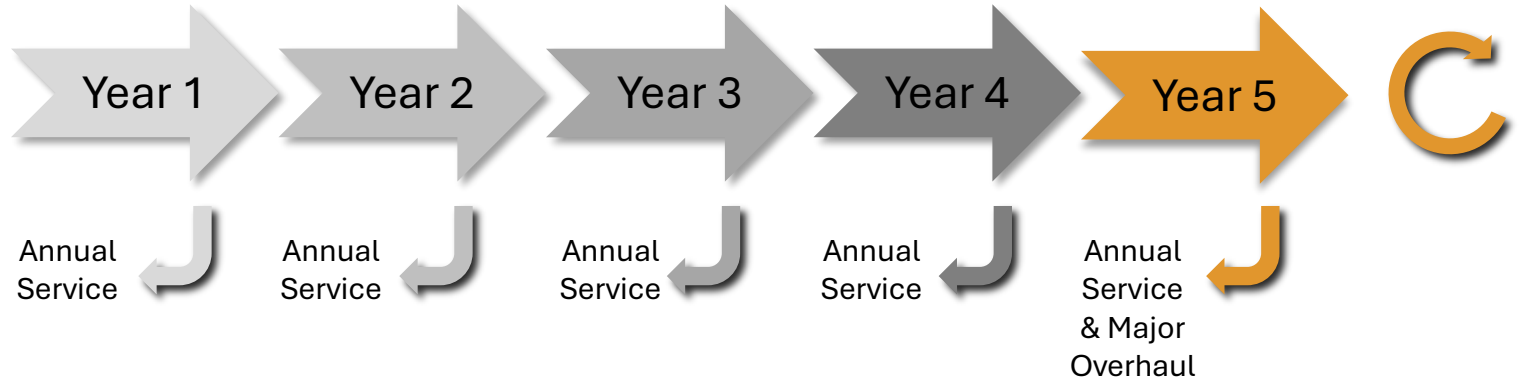 Year 1
Year 2
Year 3
Year 4
Year 5
Annual
Service
Annual
Service
Annual
Service
Annual
Service
Annual
Service
& Major
Overhaul